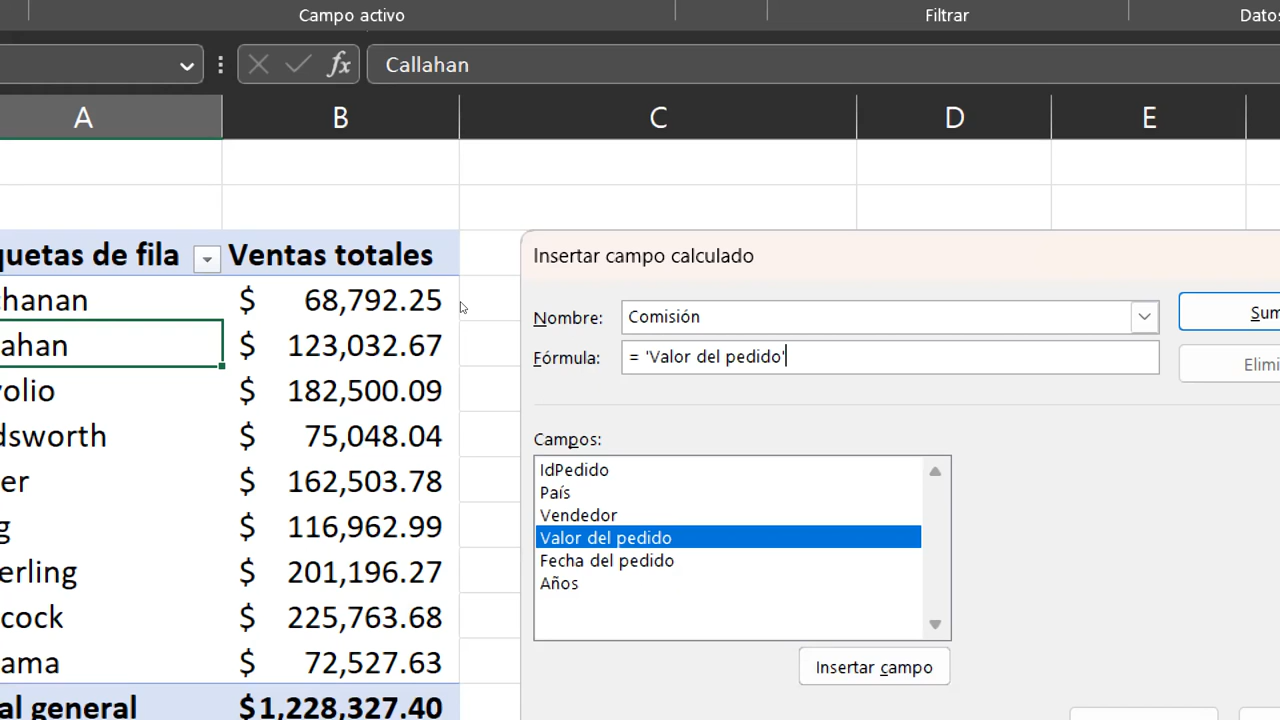 Campo activo
Filtrar
Datos
fx
Callahan
A
B
C
D
E
quetas de fila
Ventas totales
chanan
$ 68,792.25
ahan
$ 123,032.67
volio
$ 182,500.09
dsworth
$ 75,048.04
er
$ 162,503.78
g
$ 116,962.99
erling
$ 201,196.27
cock
$ 225,763.68
ama
$ 72,527.63
al general
$1,228,327.40
Insertar campo calculado
Nombre:
Comisión
Sum
Fórmula:
= 'Valor del pedido'
Elimi
Campos:
IdPedido
País
Vendedor
Valor del pedido
Fecha del pedido
Años
Insertar campo